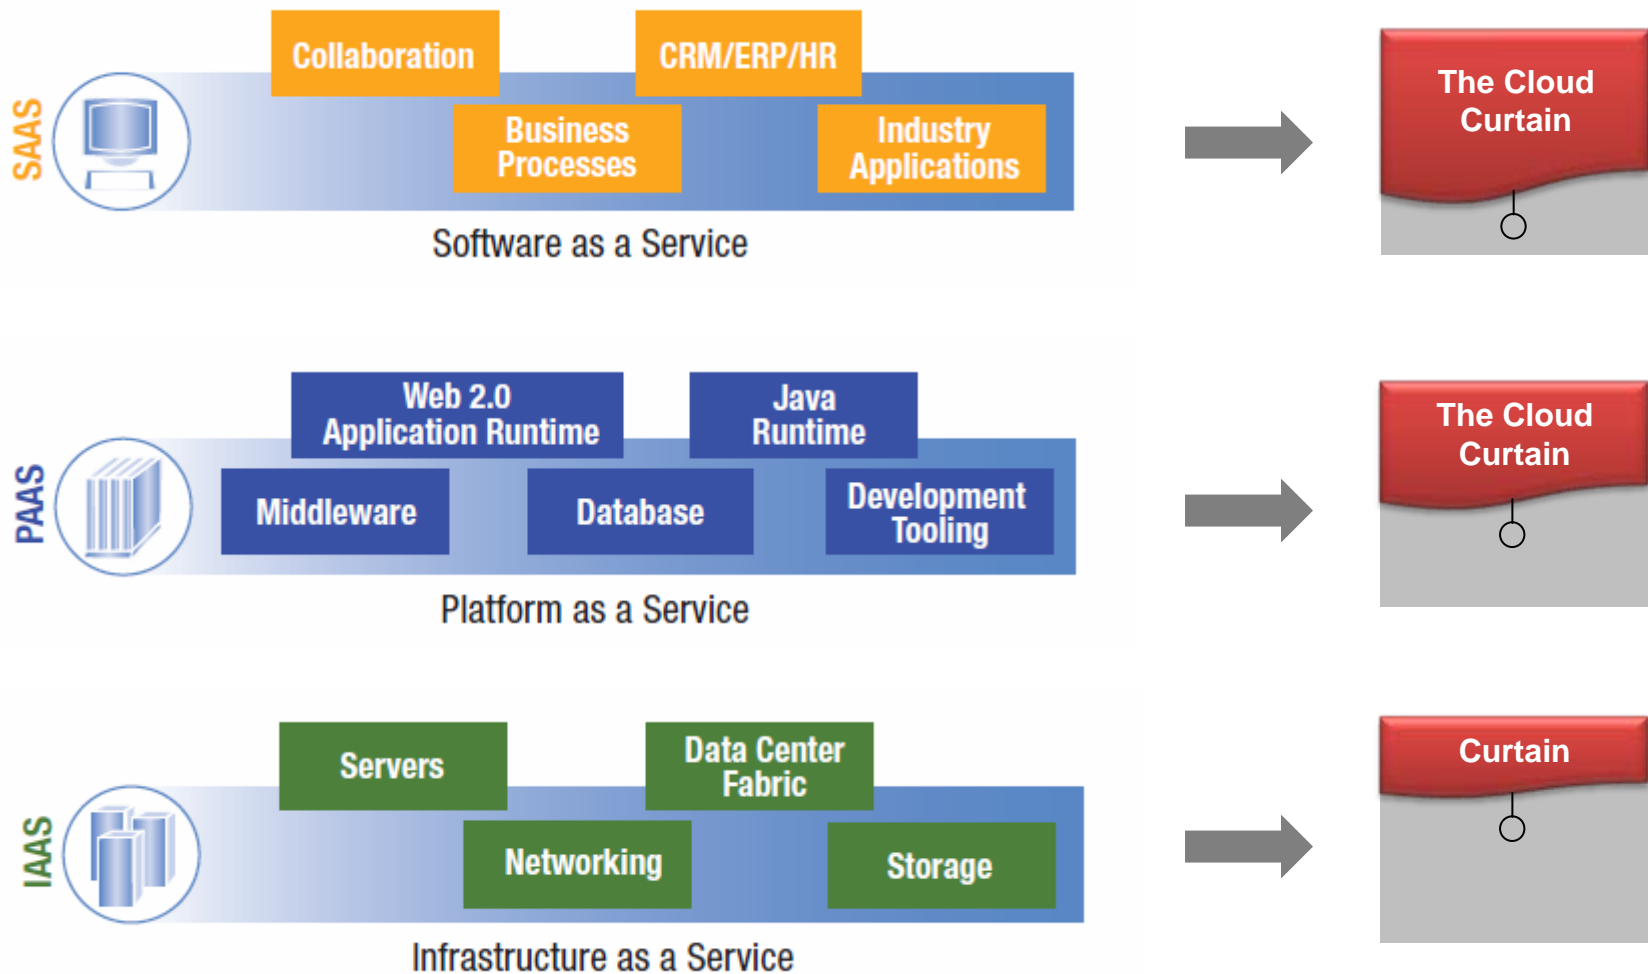 SAAS
Collaboration
CRM/ERP/HR
Business
Processes
Industry
Applications
Software as a Service
The Cloud
Curtain
PAAS
Web 2.0
Application Runtime
Java
Runtime
Middleware
Database
Development
Tooling
Platform as a Service
The Cloud
Curtain
IAAS
Servers
Data Center
Fabric
Networking
Storage
Infrastructure as a Service
Curtain